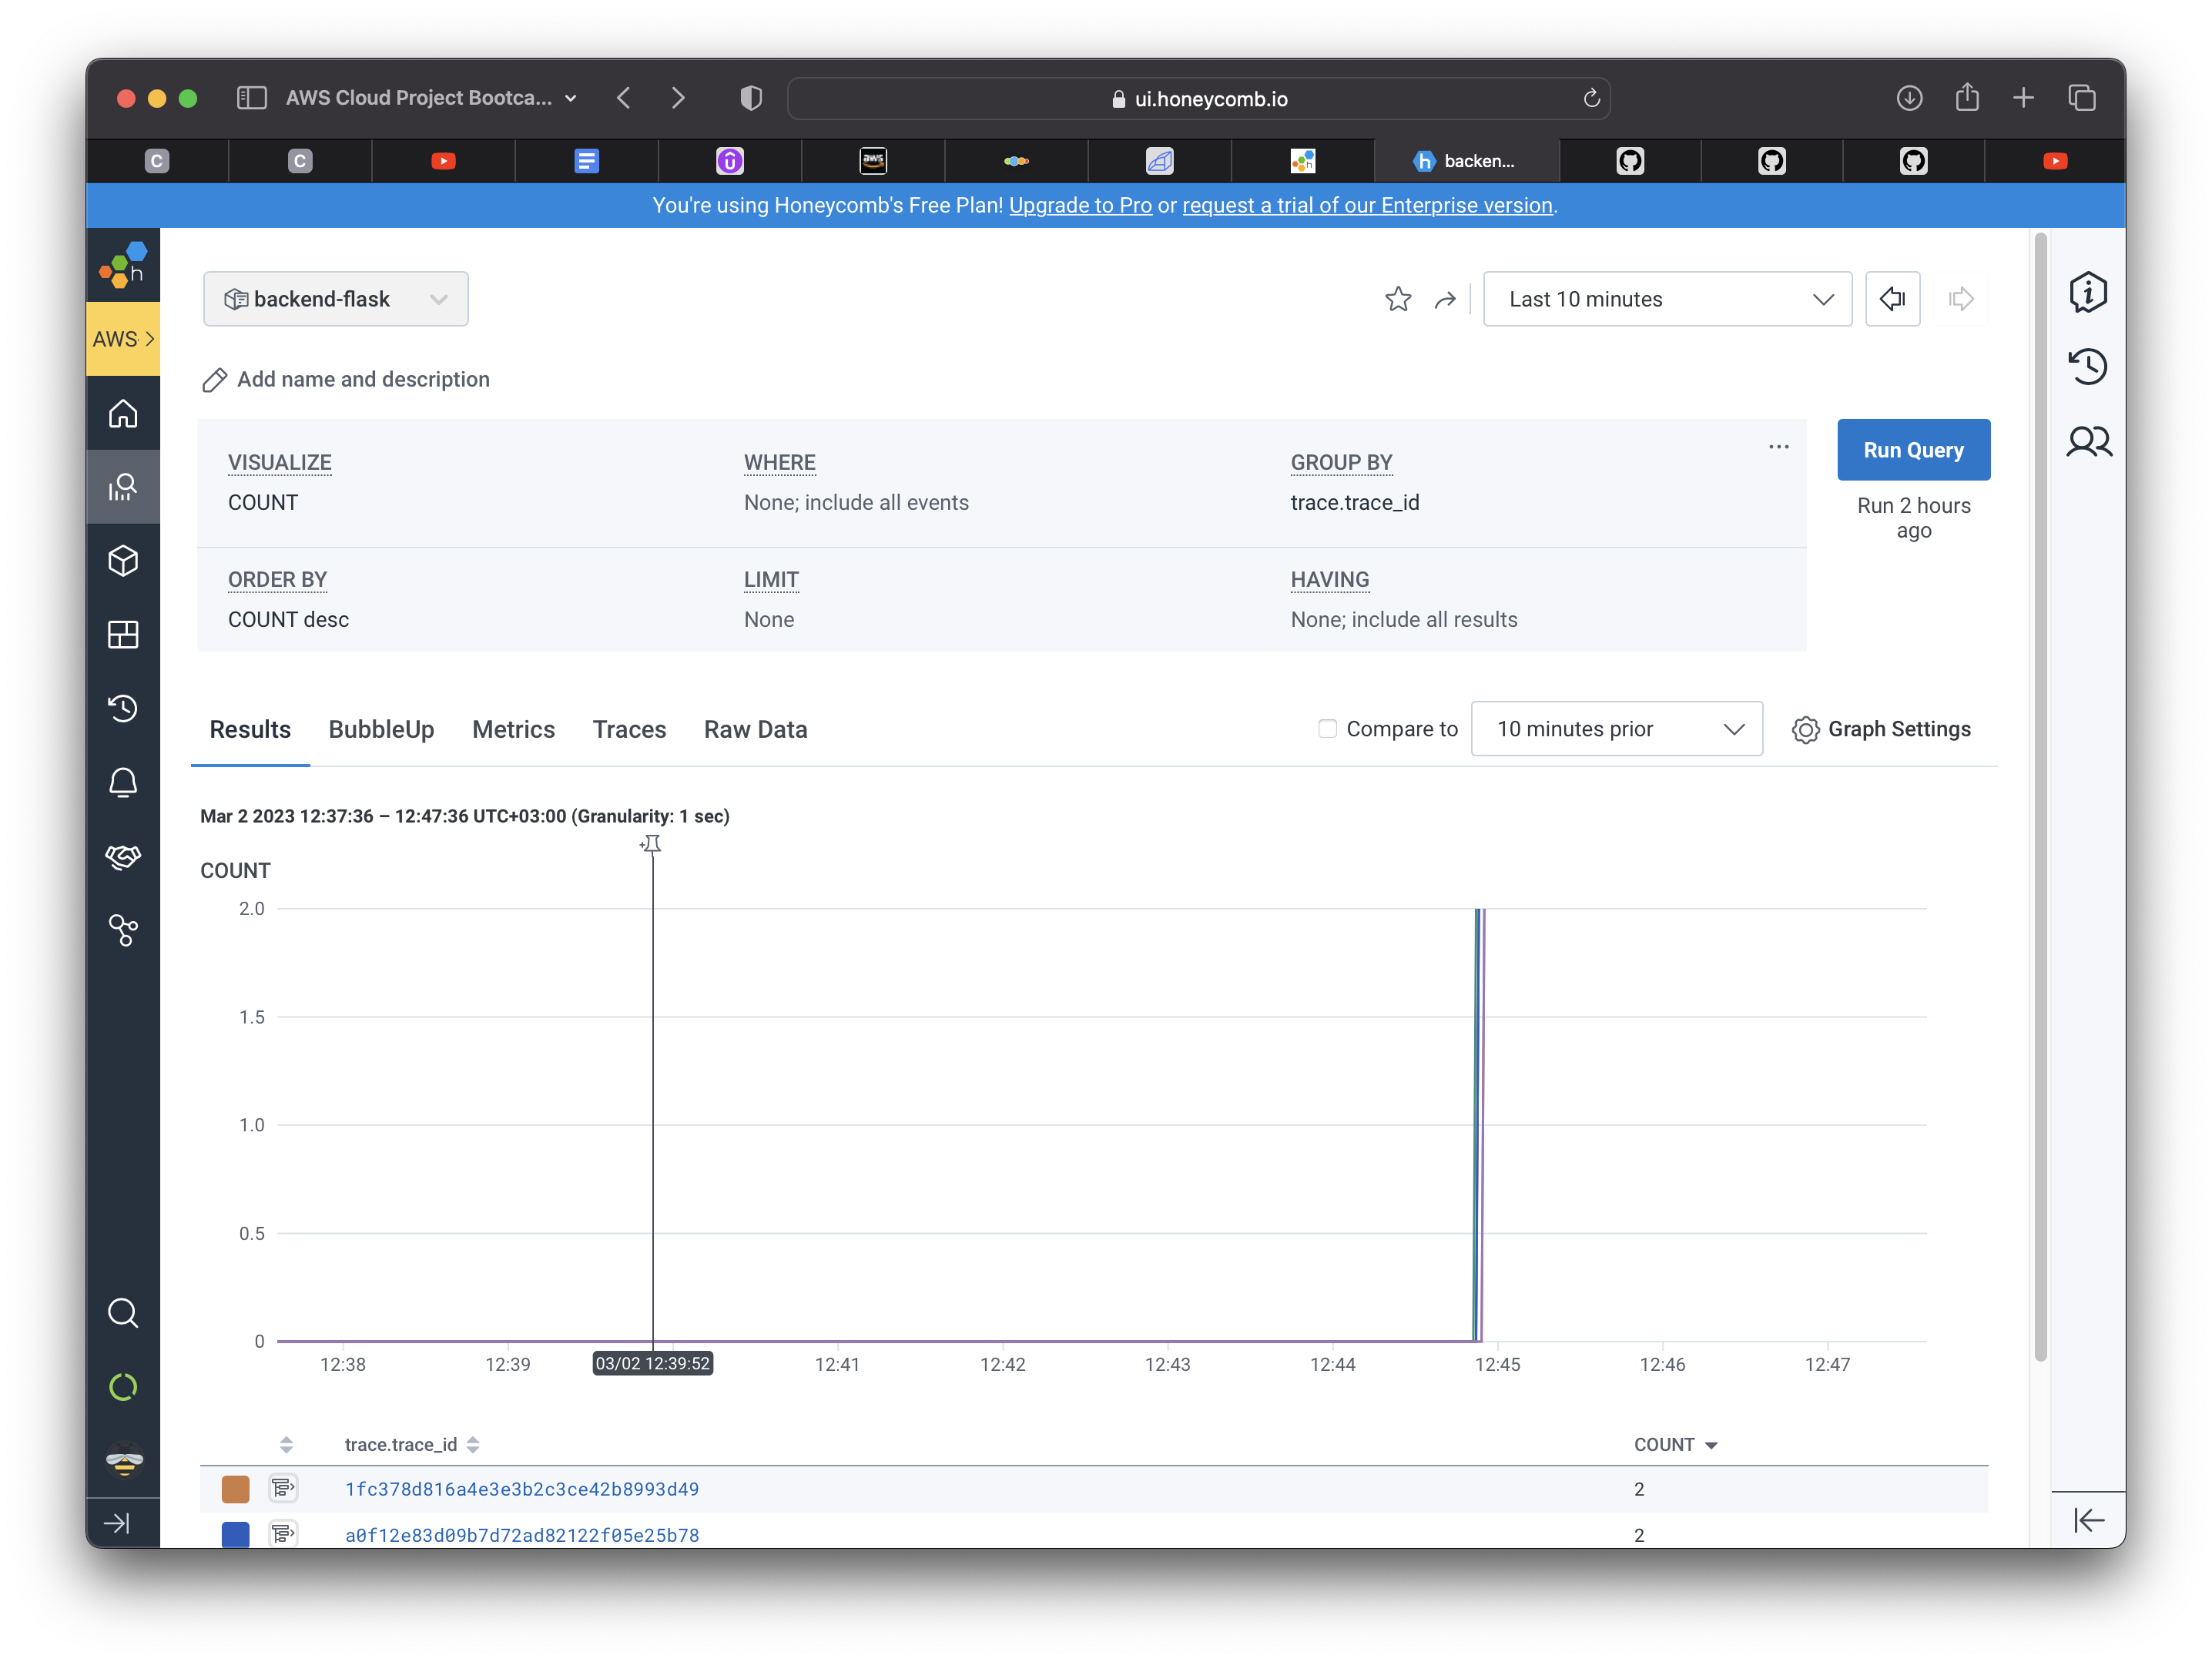 AWS Cloud Project Bootca...
ui.honeycomb.io
C
C
aws
h
h backen...
You're using Honeycomb's Free Plan! Upgrade to Pro or request a trial of our Enterprise version.
h
AWS
backend-flask
Last 10 minutes
Add name and description
VISUALIZE
COUNT
WHERE
None; include all events
GROUP BY
trace.trace_id
Run Query
Run 2 hours
ago
ORDER BY
COUNT desc
LIMIT
None
HAVING
None; include all results
Results BubbleUp Metrics Traces Raw Data
Compare to 10 minutes prior
Graph Settings
Mar 2 2023 12:37:36 – 12:47:36 UTC+03:00 (Granularity: 1 sec)
COUNT
2.0
1.5
1.0
0.5
0
12:38 12:39 03/02 12:39:52 12:41 12:42 12:43 12:44 12:45 12:46 12:47
trace.trace_id COUNT
1fc378d816a4e3e3b2c3ce42b8993d49 2
a0f12e83d09b7d72ad82122f05e25b78 2